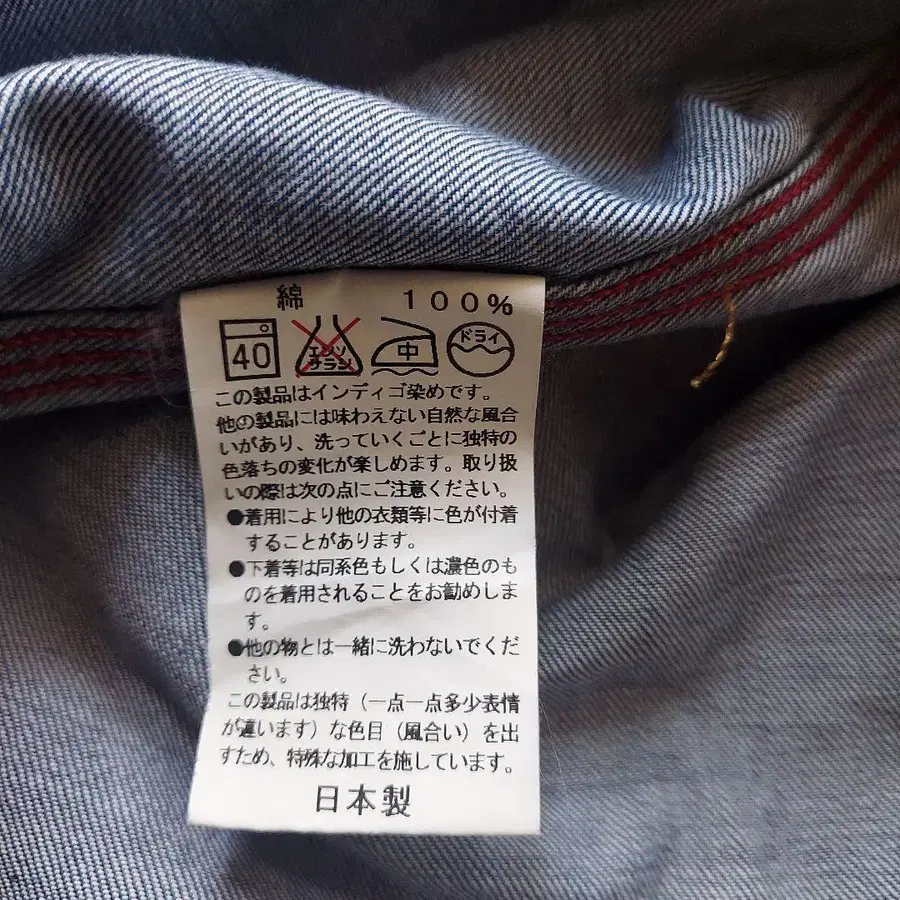 綿 100%
40 エンソ 中 ドライ
チラシ
この製品はインディゴ染めです。
他の製品には味わえない自然な風合
いがあり、洗っていくごとに独特の
色落ちの変化が楽しめます。取り扱
いの際は次の点にご注意ください。
●着用により他の衣類等に色が付着
することがあります。
●下着等は同系色もしくは濃色のも
のを着用されることをお勧めしま
す。
●他の物とは一緒に洗わないでくだ
さい。
この製品は独特（一点一点多少表情
が違います）な色目（風合い）を出
すため、特殊な加工を施しています。
日本製